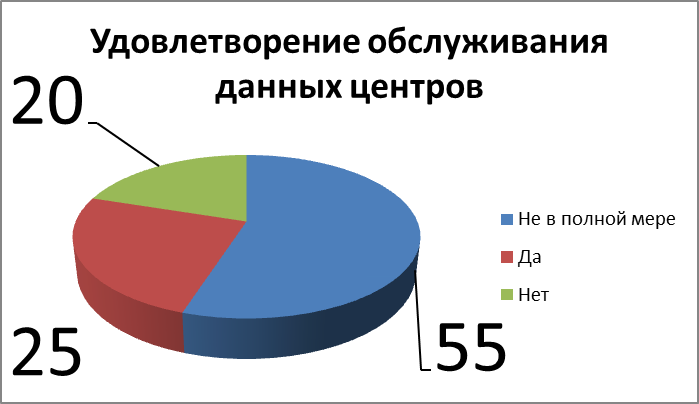 Удовлетворение обслуживания
данных центров
20
Не в полной мере
Да
Нет
25
55